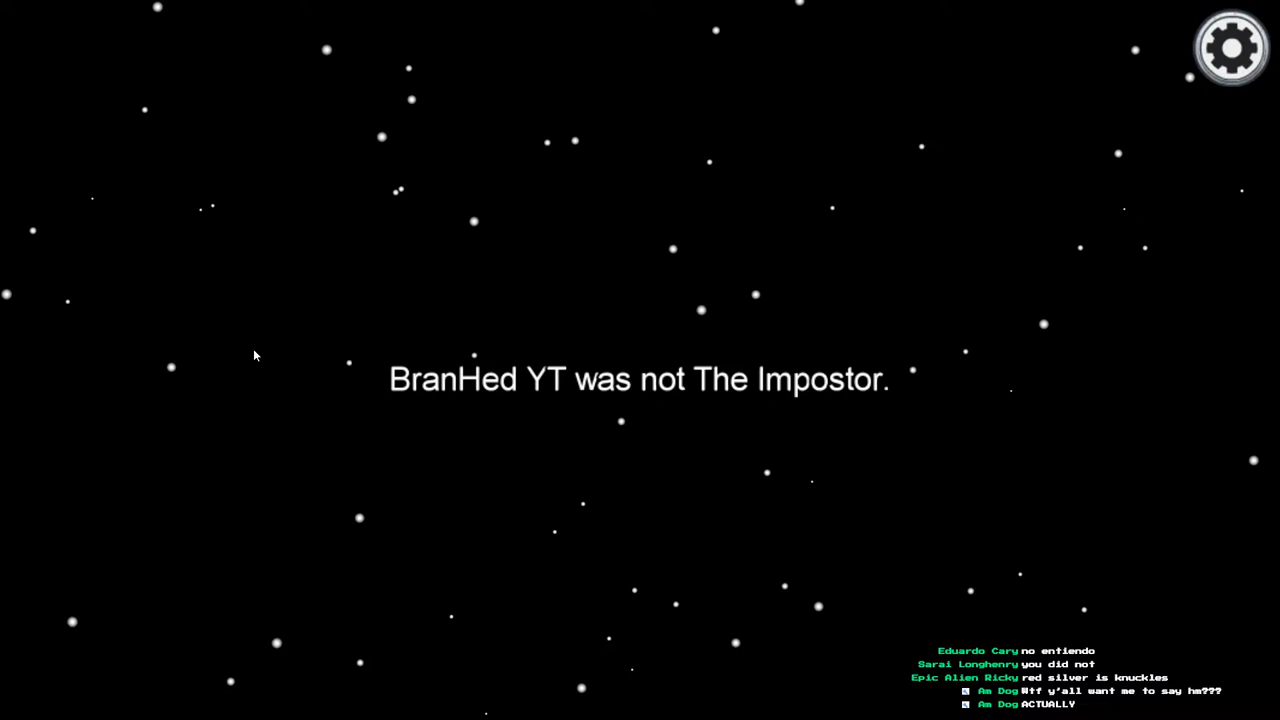 BranHed YT was not The Impostor.
Eduardo Cary no entiendo
Sarai Longhenry you did not
Epic Alien Ricky red silver is knuckles
Am Dog Wtf y'all want me to say hm???
Am Dog ACTUALLY